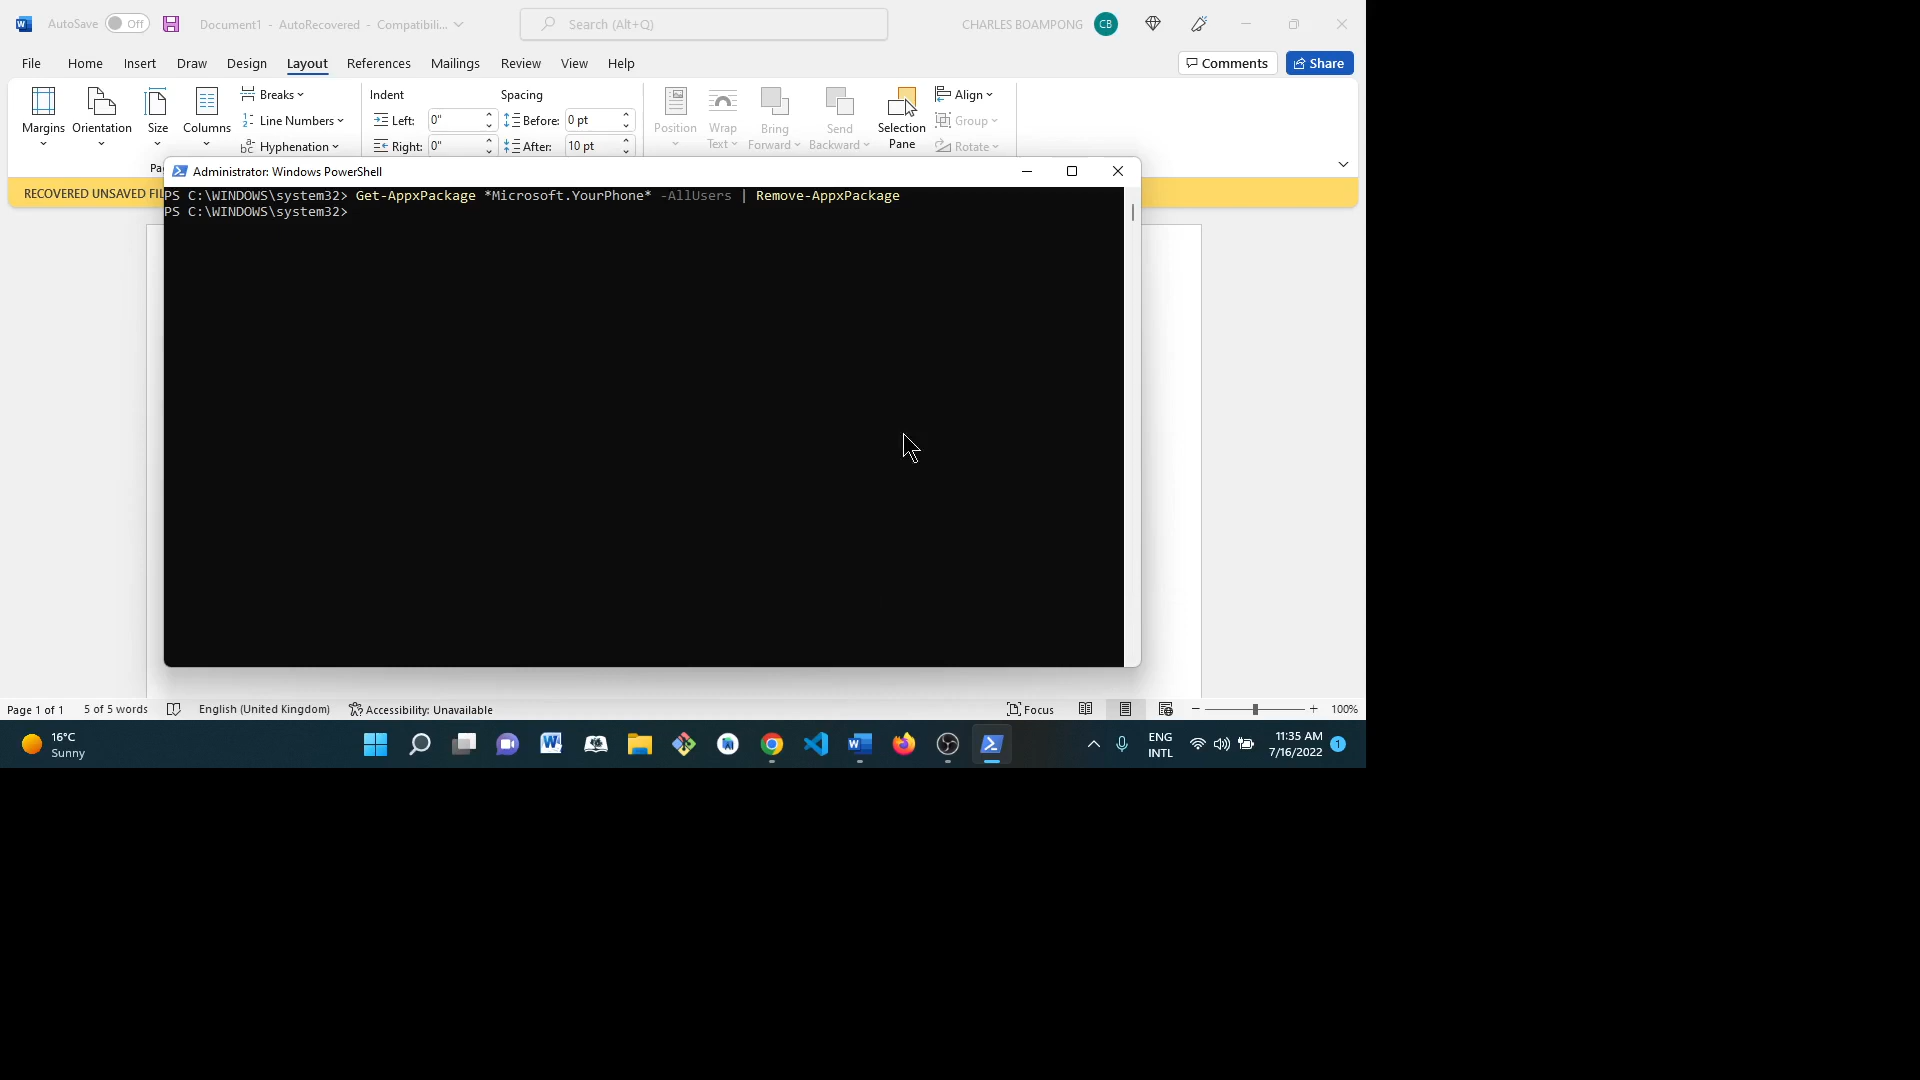 AutoSave Off Document1 - AutoRecovered - Compatibili... Search (Alt+Q) CHARLES BOAMPONG CB
File Home Insert Draw Design Layout References Mailings Review View Help Comments Share
Margins Orientation Size Columns Breaks Indent Spacing Position Wrap Text Bring Forward Send Backward Selection Pane Align
Line Numbers Left: 0" Before: 0 pt Group
Hyphenation Right: 0" After: 10 pt Rotate
Pa
Administrator: Windows PowerShell
RECOVERED UNSAVED FI
PS C:\WINDOWS\system32> Get-AppxPackage *Microsoft.YourPhone* -AllUsers | Remove-AppxPackage
PS C:\WINDOWS\system32>
Page 1 of 1 5 of 5 words English (United Kingdom) Accessibility: Unavailable Focus 100%
16°C
Sunny
ENG
INTL
11:35 AM
7/16/2022
1